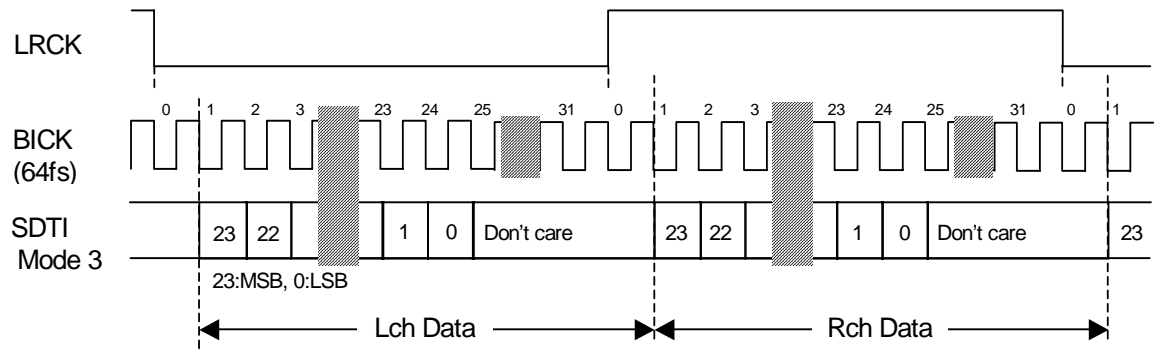 LRCK
0 1 2 3 23 24 25 31 0 1 2 3 23 24 25 31 0 1
BICK
(64fs)
SDTI
Mode 3
23 22 1 0 Don't care 23 22 1 0 Don't care 23
23:MSB, 0:LSB
Lch Data Rch Data